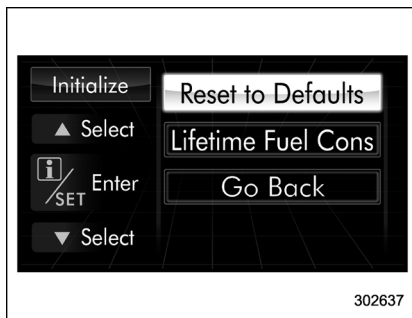 Initialize
▲ Select
i/SET Enter
▼ Select
Reset to Defaults
Lifetime Fuel Cons
Go Back
302637